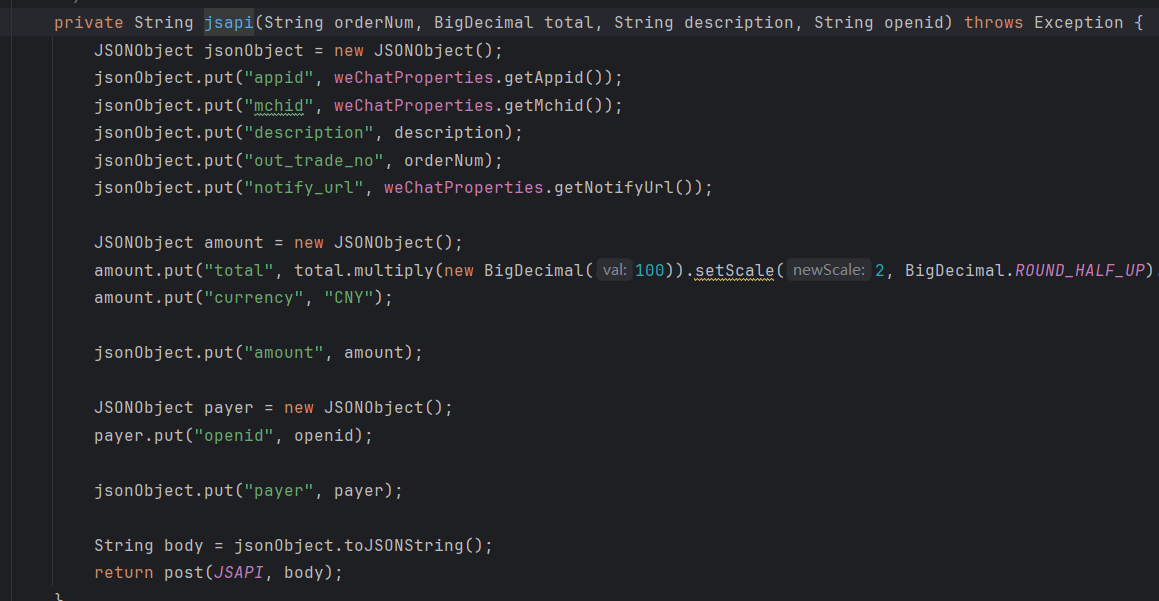 private String jsapi(String orderNum, BigDecimal total, String description, String openid) throws Exception {
JSONObject jsonObject = new JSONObject();
jsonObject.put("appid", weChatProperties.getAppid());
jsonObject.put("mchid", weChatProperties.getMchid());
jsonObject.put("description", description);
jsonObject.put("out_trade_no", orderNum);
jsonObject.put("notify_url", weChatProperties.getNotifyUrl());
JSONObject amount = new JSONObject();
amount.put("total", total.multiply(new BigDecimal( val: 100)).setScale( newScale: 2, BigDecimal.ROUND_HALF_UP).
amount.put("currency", "CNY");
jsonObject.put("amount", amount);
JSONObject payer = new JSONObject();
payer.put("openid", openid);
jsonObject.put("payer", payer);
String body = jsonObject.toJSONString();
return post(JSAPI, body);
}